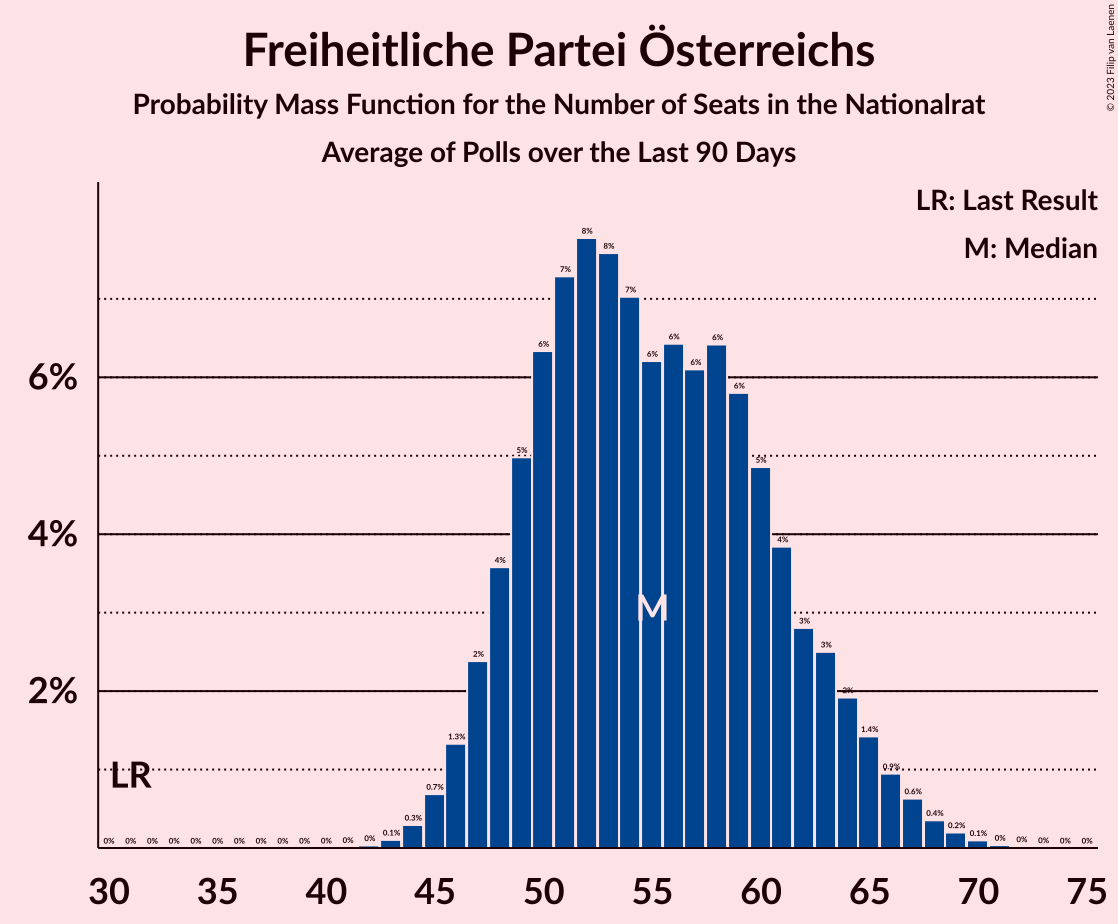 Freiheitliche Partei Österreichs
Probability Mass Function for the Number of Seats in the Nationalrat
Average of Polls over the Last 90 Days
© 2023 Filip van Laenen
LR: Last Result
M: Median
8%
8%
7%
7%
6%
6%
6%
6%
6%
6%
6%
5%
5%
4%
4%
4%
M
3%
3%
2%
2%
2%
1.4%
1.3%
LR
0.9%
0.7%
0.6%
0.4%
0.3%
0.2%
0% 0% 0% 0% 0% 0% 0% 0% 0% 0% 0% 0% 0% 0.1% 0.1% 0% 0% 0% 0% 0%
30 35 40 45 50 55 60 65 70 75